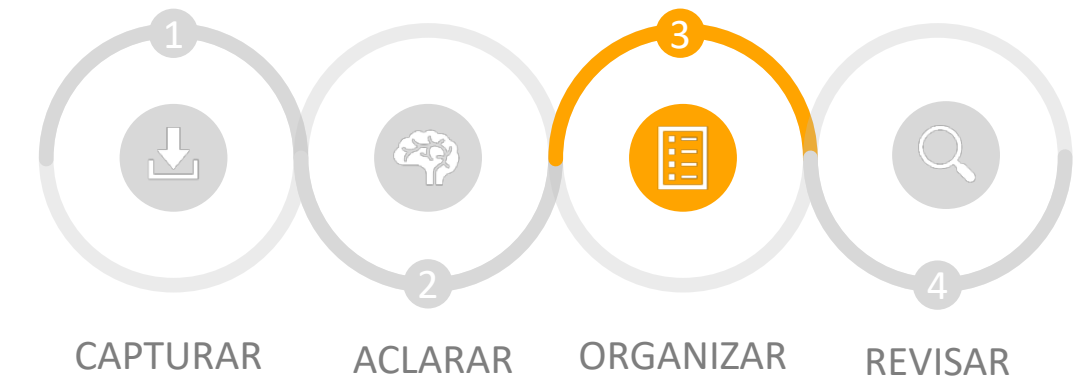 1
3
2
4
CAPTURAR
ACLARAR
ORGANIZAR
REVISAR